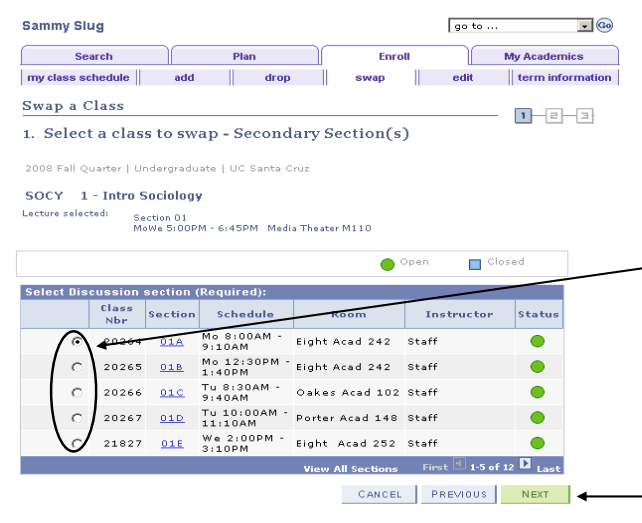 Sammy Slug go to ... Go
Search Plan Enroll My Academics
my class schedule add drop swap edit term information
Swap a Class 1 2 3
1. Select a class to swap - Secondary Section(s)
2008 Fall Quarter | Undergraduate | UC Santa Cruz
SOCY 1 - Intro Sociology
Lecture selected: Section 01
MoWe 5:00PM - 6:45PM Media Theater M110
Open Closed
Select Discussion section (Required):
Class Nbr Section Schedule Room Instructor Status
20264 01A Mo 8:00AM - 9:10AM Eight Acad 242 Staff
20265 01B Mo 12:30PM - 1:40PM Eight Acad 242 Staff
20266 01C Tu 8:30AM - 9:40AM Oakes Acad 102 Staff
20267 01D Tu 10:00AM - 11:10AM Porter Acad 148 Staff
21827 01E We 2:00PM - 3:10PM Eight Acad 252 Staff
View All Sections First 1-5 of 12 Last
CANCEL PREVIOUS NEXT